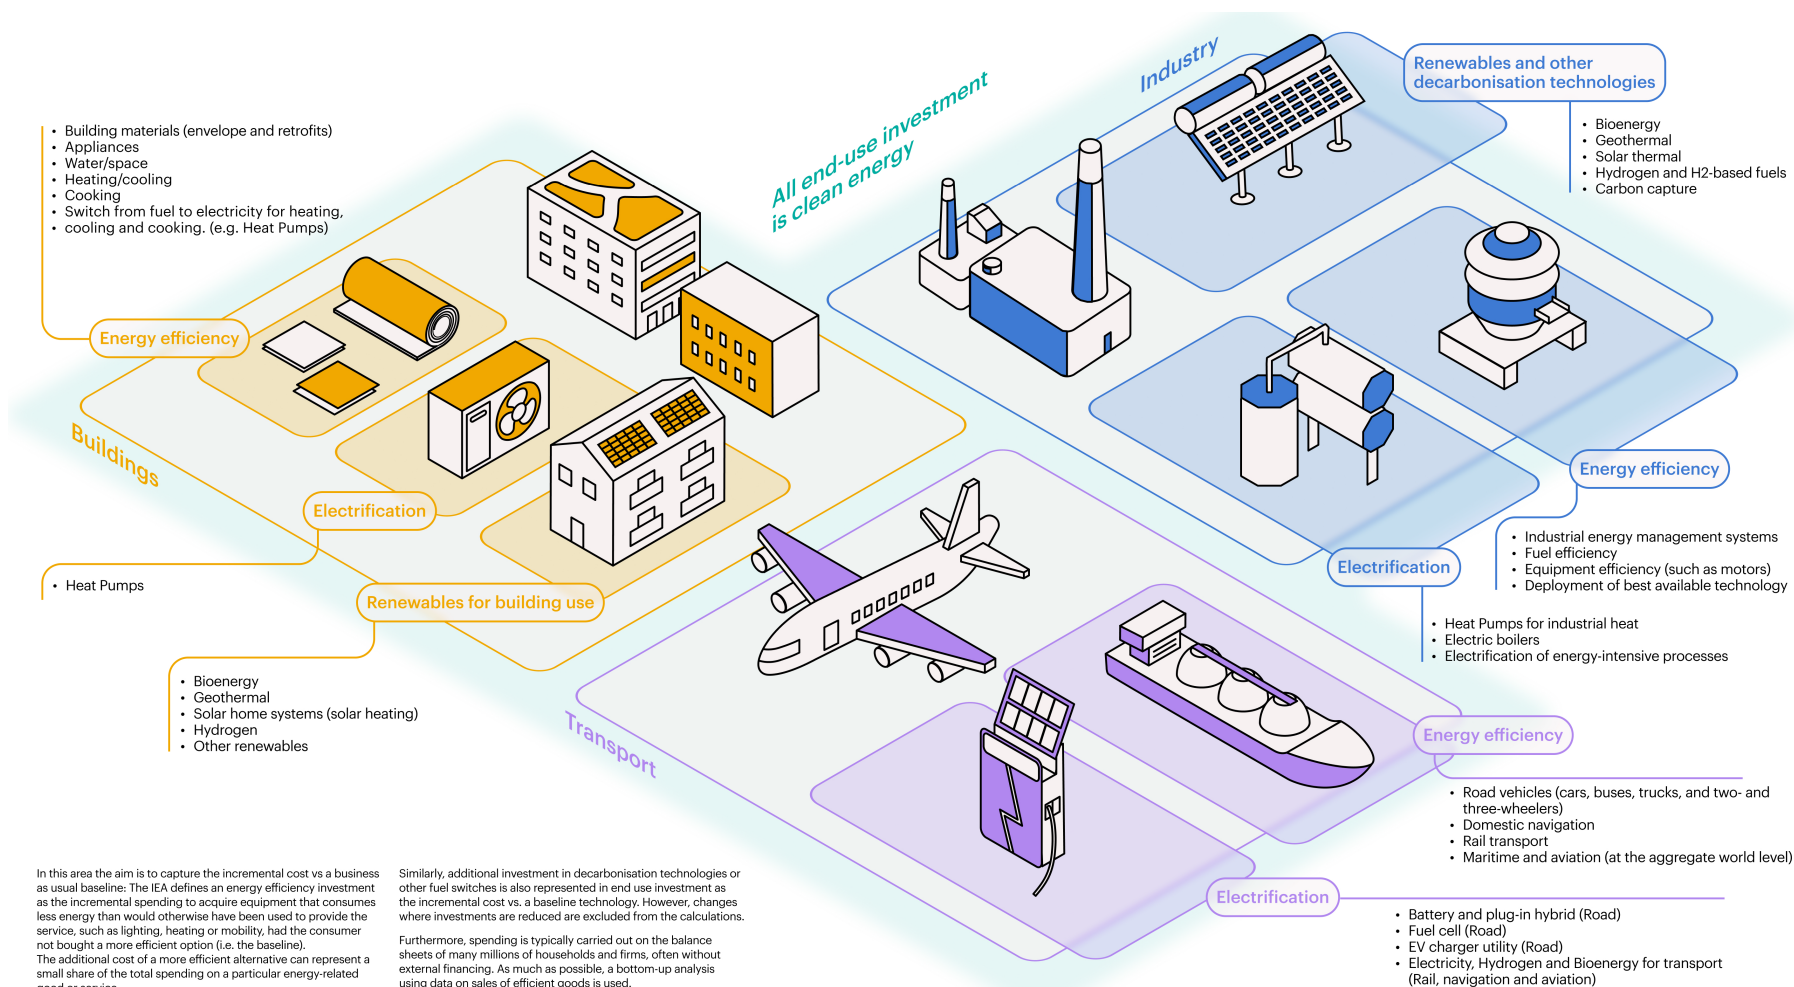 All end-use investment
is clean energy
Buildings
• Building materials (envelope and retrofits)
• Appliances
• Water/space
• Heating/cooling
• Cooking
• Switch from fuel to electricity for heating,
• cooling and cooking. (e.g. Heat Pumps)
Energy efficiency
Electrification
• Heat Pumps
Renewables for building use
• Bioenergy
• Geothermal
• Solar home systems (solar heating)
• Hydrogen
• Other renewables
Industry
Renewables and other
decarbonisation technologies
• Bioenergy
• Geothermal
• Solar thermal
• Hydrogen and H2-based fuels
• Carbon capture
Energy efficiency
• Industrial energy management systems
• Fuel efficiency
• Equipment efficiency (such as motors)
• Deployment of best available technology
Electrification
• Heat Pumps for industrial heat
• Electric boilers
• Electrification of energy-intensive processes
Transport
Energy efficiency
• Road vehicles (cars, buses, trucks, and two- and
three-wheelers)
• Domestic navigation
• Rail transport
• Maritime and aviation (at the aggregate world level)
Electrification
• Battery and plug-in hybrid (Road)
• Fuel cell (Road)
• EV charger utility (Road)
• Electricity, Hydrogen and Bioenergy for transport
(Rail, navigation and aviation)
In this area the aim is to capture the incremental cost vs a business
as usual baseline: The IEA defines an energy efficiency investment
as the incremental spending to acquire equipment that consumes
less energy than would otherwise have been used to provide the
service, such as lighting, heating or mobility, had the consumer
not bought a more efficient option (i.e. the baseline).
The additional cost of a more efficient alternative can represent a
small share of the total spending on a particular energy-related
good or service.
Similarly, additional investment in decarbonisation technologies or
other fuel switches is also represented in end use investment as
the incremental cost vs. a baseline technology. However, changes
where investments are reduced are excluded from the calculations.
Furthermore, spending is typically carried out on the balance
sheets of many millions of households and firms, often without
external financing. As much as possible, a bottom-up analysis
using data on sales of efficient goods is used.